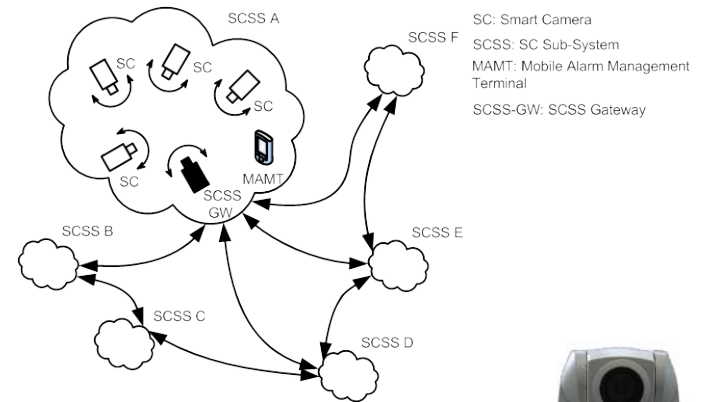 SCSS A
SC
SC
SC
SC
MAMT
SCSS
GW
SCSS F
SCSS B
SCSS E
SCSS C
SCSS D
SC: Smart Camera
SCSS: SC Sub-System
MAMT: Mobile Alarm Management
Terminal
SCSS-GW: SCSS Gateway